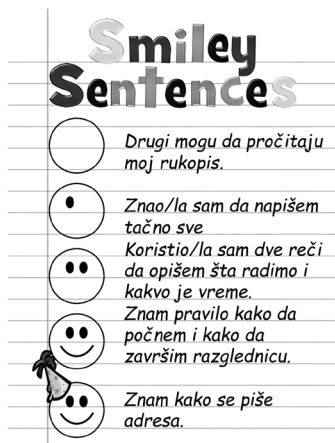 Smiley
Sentences
Drugi mogu da pročitaju
moj rukopis.
Znao/la sam da napišem
tačno sve
Koristio/la sam dve reči
da opišem šta radimo i
kakvo je vreme.
Znam pravilo kako da
počnem i kako da
završim razglednicu.
Znam kako se piše
adresa.